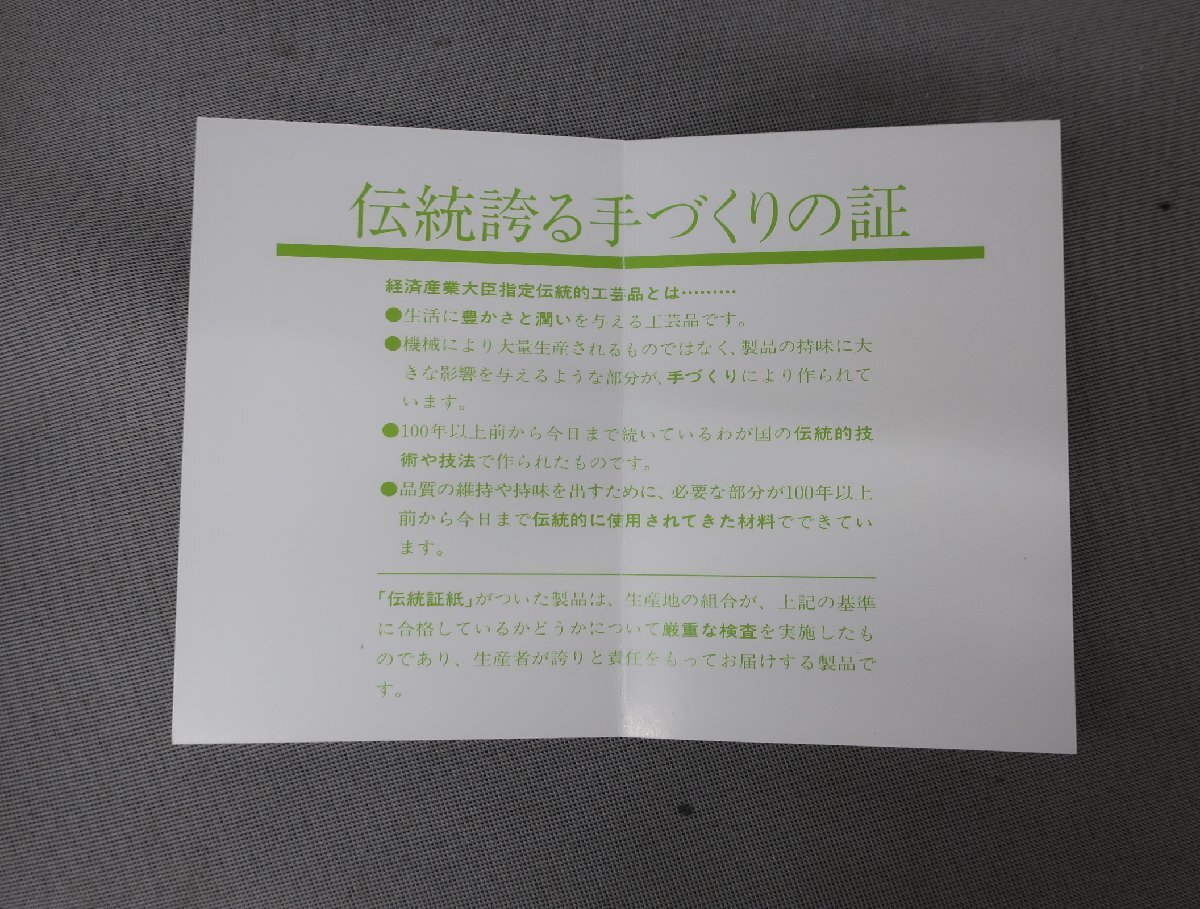 伝統誇る手づくりの証
経済産業大臣指定伝統的工芸品とは………
●生活に豊かさと潤いを与える工芸品です。
●機械により大量生産されるものではなく、製品の持味に大
きな影響を与えるような部分が、手づくりにより作られて
います。
●100年以上前から今日まで続いているわが国の伝統的技
術や技法で作られたものです。
●品質の維持や持味を出すために、必要な部分が100年以上
前から今日まで伝統的に使用されてきた材料でできてい
ます。
「伝統証紙」がついた製品は、生産地の組合が、上記の基準
に合格しているかどうかについて厳重な検査を実施したも
のであり、生産者が誇りと責任をもってお届けする製品で
す。